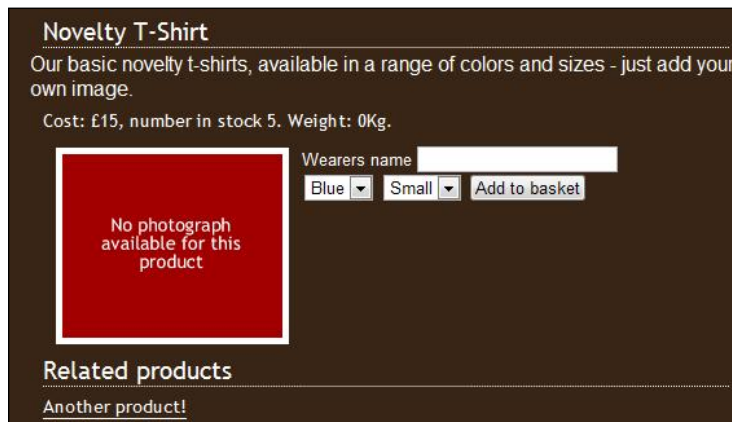 Novelty T-Shirt
Our basic novelty t-shirts, available in a range of colors and sizes - just add your
own image.
Cost: £15, number in stock 5. Weight: 0Kg.
Wearers name
Blue Small Add to basket
No photograph
available for this
product
Related products
Another product!